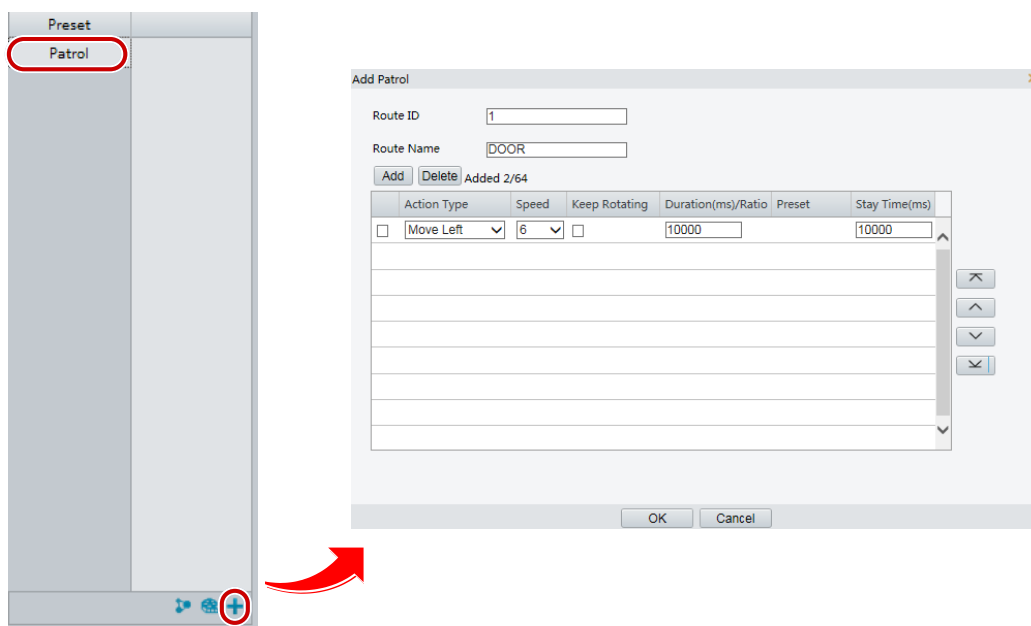 Preset
Patrol
Add Patrol
Route ID 1
Route Name DOOR
Add Delete Added 2/64
Action Type Speed Keep Rotating Duration(ms)/Ratio Preset Stay Time(ms)
Move Left 6 10000 10000
OK Cancel